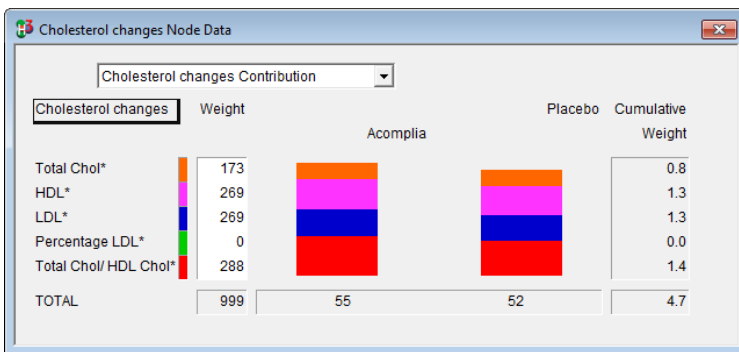 Cholesterol changes Node Data
Cholesterol changes Contribution
Cholesterol changes Weight Placebo Cumulative
Acomplia Weight
Total Chol* 173 0.8
HDL* 269 1.3
LDL* 269 1.3
Percentage LDL* 0 0.0
Total Chol/ HDL Chol* 288 1.4
TOTAL 999 55 52 4.7